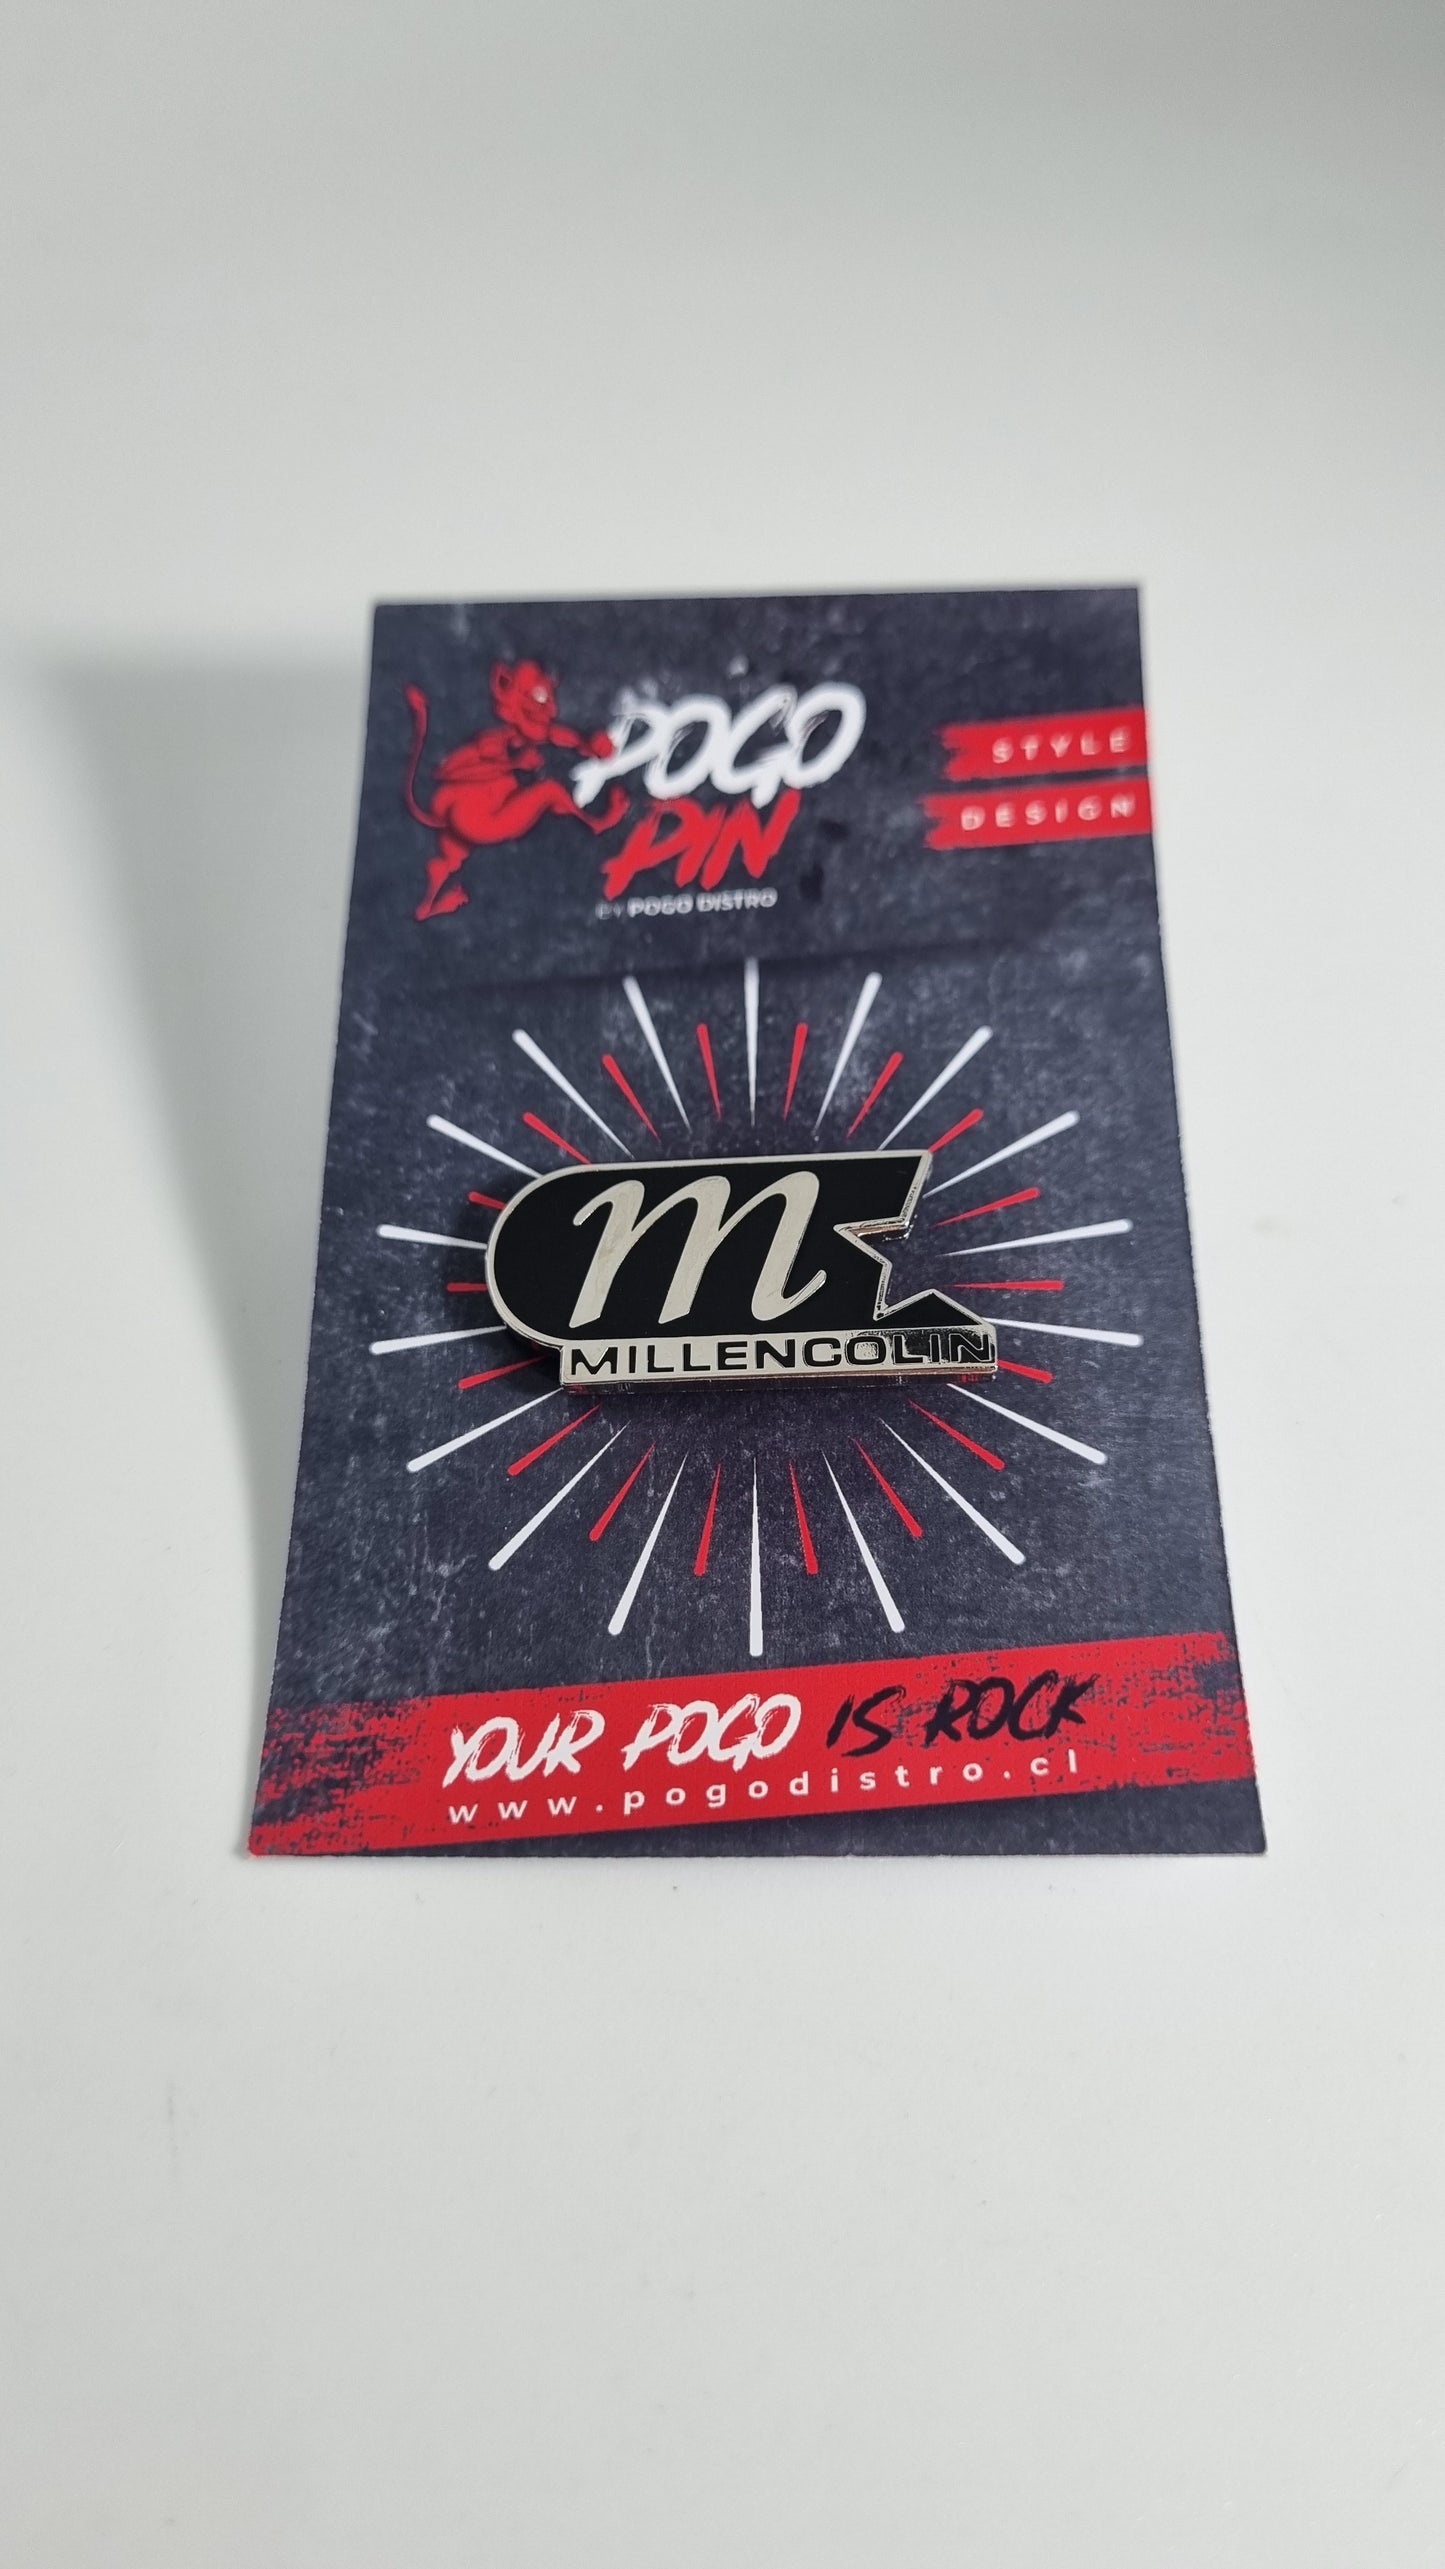 POGO
PIN
BY POGO DISTRO
STYLE
DESIGN
m
MILLENCOLIN
YOUR POGO IS ROCK
www.pogodistro.cl